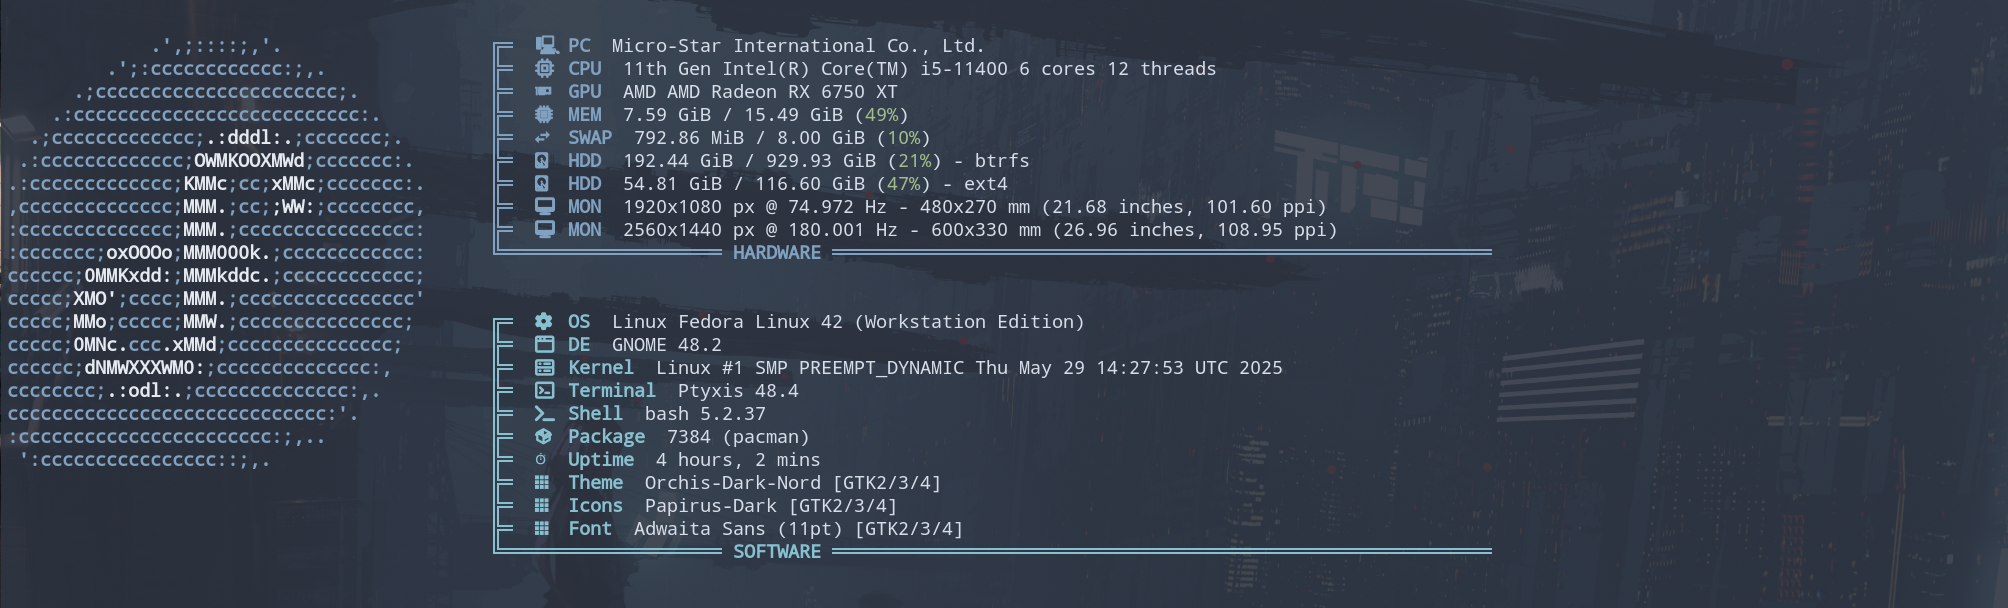 .',;::::;,'.
         .';:cccccccccccc:;,.
      .;cccccccccccccccccccccc;.
    .:cccccccccccccccccccccccccc:.
  .;ccccccccccccc;.:dddl:.;ccccccc;.
 .:ccccccccccccc;OWMKOOXMWd;ccccccc:.
.:ccccccccccccc;KMMc;cc;xMMc;ccccccc:.
,cccccccccccccc;MMM.;cc;;WW:;cccccccc,
:cccccccccccccc;MMM.;cccccccccccccccc:
:ccccccc;oxOOOo;MMM000k.;cccccccccccc:
cccccc;0MMKxdd:;MMMkddc.;cccccccccccc;
ccccc;XMO';cccc;MMM.;cccccccccccccccc'
ccccc;MMo;ccccc;MMW.;ccccccccccccccc;
ccccc;0MNc.ccc.xMMd;ccccccccccccccc;
cccccc;dNMWXXXWM0:;cccccccccccccc:,
cccccccc;.:odl:.;cccccccccccccc:,.
ccccccccccccccccccccccccccccc:'.
:ccccccccccccccccccccccc:;,..
 ':cccccccccccccccc::;,.
PC Micro-Star International Co., Ltd.
CPU 11th Gen Intel(R) Core(TM) i5-11400 6 cores 12 threads
GPU AMD AMD Radeon RX 6750 XT
MEM 7.59 GiB / 15.49 GiB (49%)
SWAP 792.86 MiB / 8.00 GiB (10%)
HDD 192.44 GiB / 929.93 GiB (21%) - btrfs
HDD 54.81 GiB / 116.60 GiB (47%) - ext4
MON 1920x1080 px @ 74.972 Hz - 480x270 mm (21.68 inches, 101.60 ppi)
MON 2560x1440 px @ 180.001 Hz - 600x330 mm (26.96 inches, 108.95 ppi)
HARDWARE
OS Linux Fedora Linux 42 (Workstation Edition)
DE GNOME 48.2
Kernel Linux #1 SMP PREEMPT_DYNAMIC Thu May 29 14:27:53 UTC 2025
Terminal Ptyxis 48.4
Shell bash 5.2.37
Package 7384 (pacman)
Uptime 4 hours, 2 mins
Theme Orchis-Dark-Nord [GTK2/3/4]
Icons Papirus-Dark [GTK2/3/4]
Font Adwaita Sans (11pt) [GTK2/3/4]
SOFTWARE